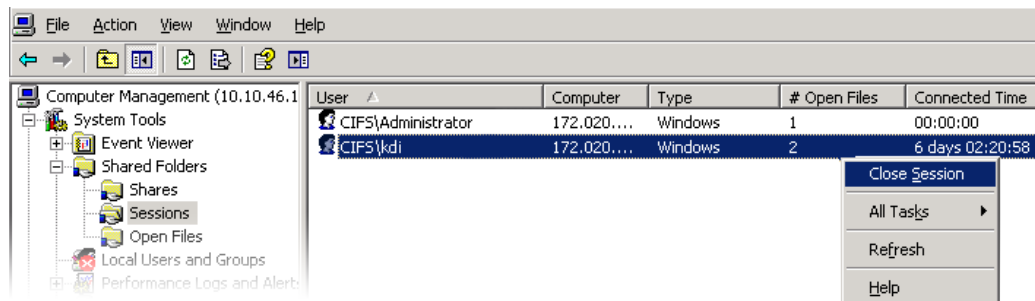 File Action View Window Help
Computer Management (10.10.46.1
System Tools
Event Viewer
Shared Folders
Shares
Sessions
Open Files
Local Users and Groups
Performance Logs and Alert
User Computer Type # Open Files Connected Time
CIFS\Administrator 172.020.... Windows 1 00:00:00
CIFS\kdi 172.020.... Windows 2 6 days 02:20:58
Close Session
All Tasks
Refresh
Help